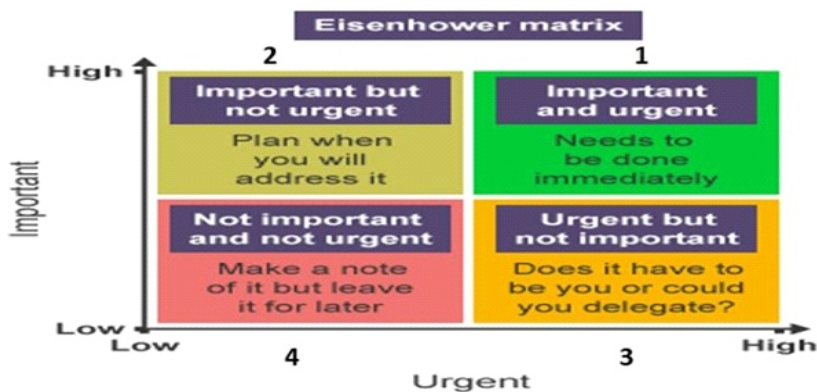 Eisenhower matrix
2
1
High
Important but
not urgent
Plan when
you will
address it
Important
and urgent
Needs to
be done
immediately
Important
Not important
and not urgent
Make a note
of it but leave
it for later
Urgent but
not important
Does it have to
be you or could
you delegate?
Low
Low
4
3
High
Urgent